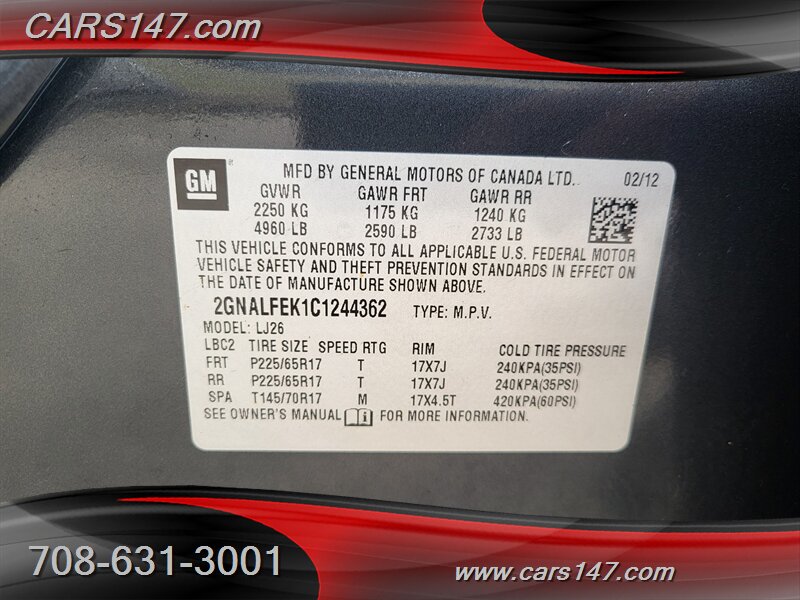 CARS147.com
GM
MFD BY GENERAL MOTORS OF CANADA LTD. 02/12
GVWR GAWR FRT GAWR RR
2250 KG 1175 KG 1240 KG
4960 LB 2590 LB 2733 LB
THIS VEHICLE CONFORMS TO ALL APPLICABLE U.S. FEDERAL MOTOR
VEHICLE SAFETY AND THEFT PREVENTION STANDARDS IN EFFECT ON
THE DATE OF MANUFACTURE SHOWN ABOVE.
2GNALFEK1C1244362 TYPE: M.P.V.
MODEL: LJ26
LBC2 TIRE SIZE SPEED RTG RIM COLD TIRE PRESSURE
FRT P225/65R17 T 17X7J 240KPA(35PSI)
RR P225/65R17 T 17X7J 240KPA(35PSI)
SPA T145/70R17 M 17X4.5T 420KPA(60PSI)
SEE OWNER'S MANUAL FOR MORE INFORMATION.
708-631-3001
www.cars147.com